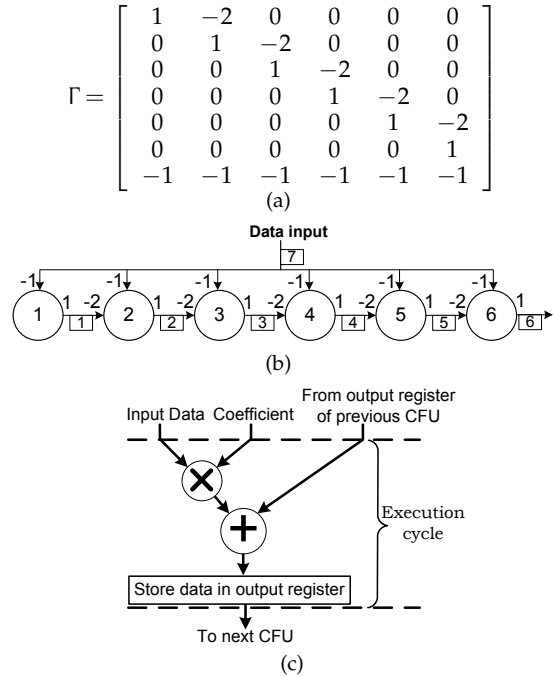 Γ =
1 −2 0 0 0 0
0 1 −2 0 0 0
0 0 1 −2 0 0
0 0 0 1 −2 0
0 0 0 0 1 −2
0 0 0 0 0 1
−1 −1 −1 −1 −1 −1
(a)
Data input
7
-1 -1 -1 -1 -1 -1
1 1 -2 2 1 -2 3 1 -2 4 1 -2 5 1 -2 6 1
1 2 3 4 5 6
(b)
From output register
Input Data Coefficient of previous CFU
×
+
Execution
cycle
Store data in output register
To next CFU
(c)